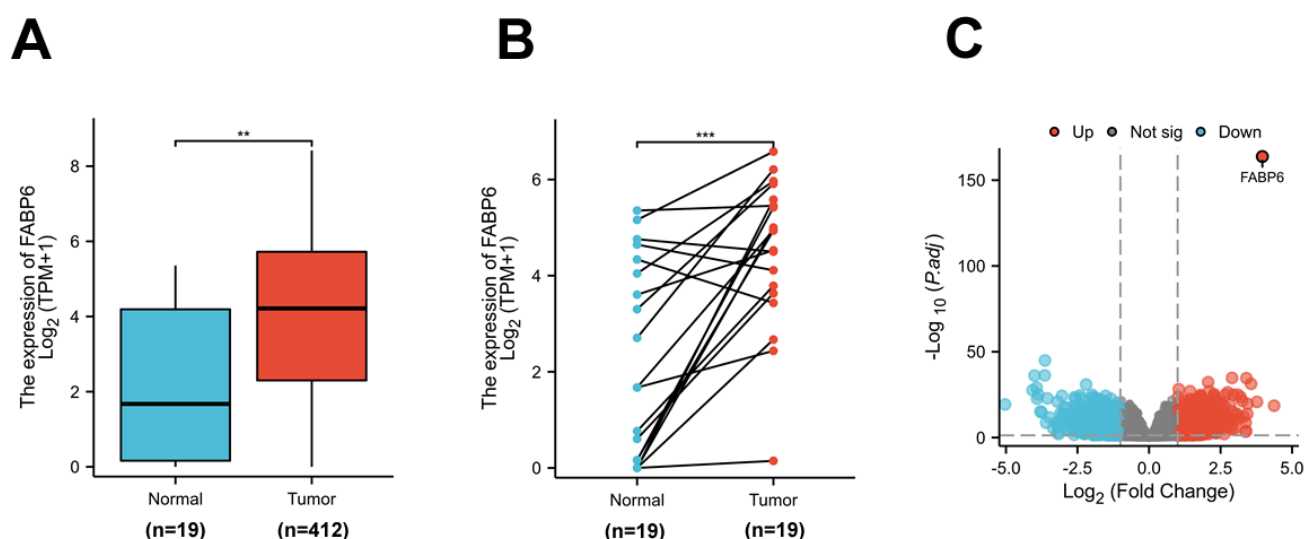 A
B
C
The expression of FABP6
Log2 (TPM+1)
8
6
4
2
0
**
Normal
Tumor
(n=19)
(n=412)
The expression of FABP6
Log2 (TPM+1)
6
4
2
0
***
Normal
Tumor
(n=19)
(n=19)
Up
Not sig
Down
-Log 10 (P.adj)
150
100
50
0
FABP6
-5.0
-2.5
0.0
2.5
5.0
Log2 (Fold Change)